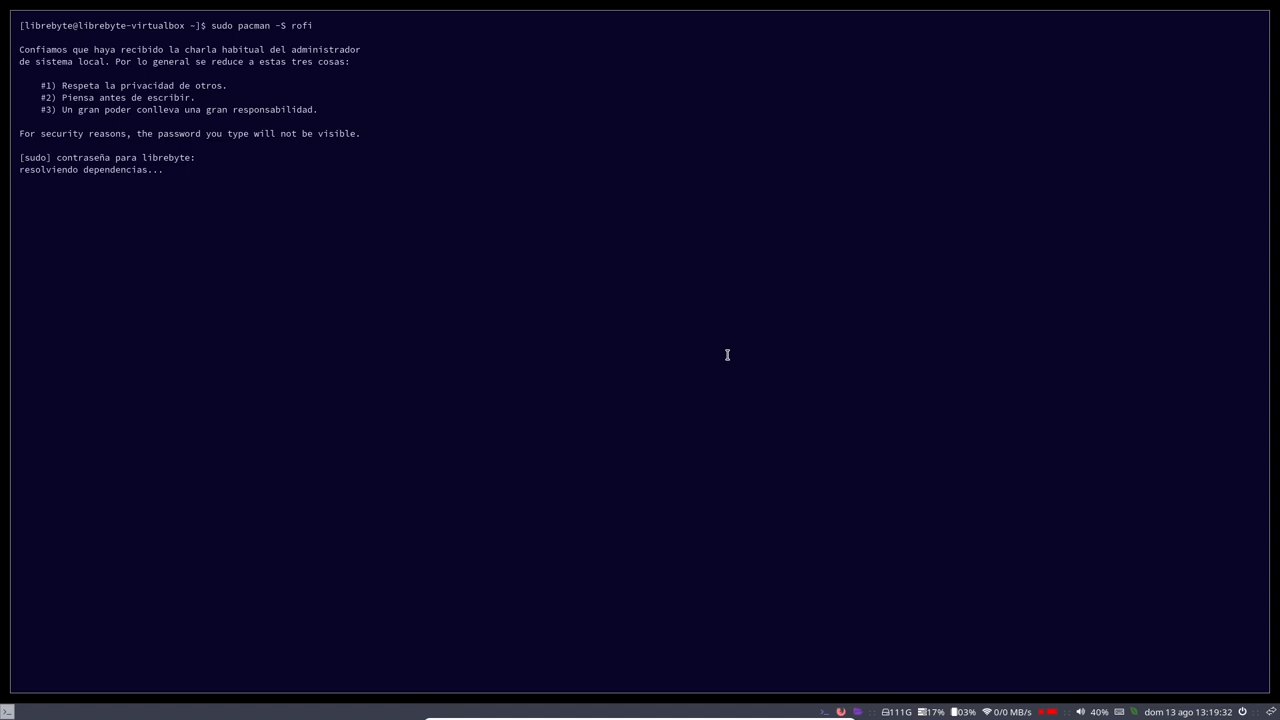 [librebyte@librebyte-virtualbox ~]$ sudo pacman -S rofi
Confiamos que haya recibido la charla habitual del administrador
de sistema local. Por lo general se reduce a estas tres cosas:
#1) Respeta la privacidad de otros.
#2) Piensa antes de escribir.
#3) Un gran poder conlleva una gran responsabilidad.
For security reasons, the password you type will not be visible.
[sudo] contraseña para librebyte:
resolviendo dependencias...
111G 17% 03% 0/0 MB/s 40% dom 13 ago 13:19:32